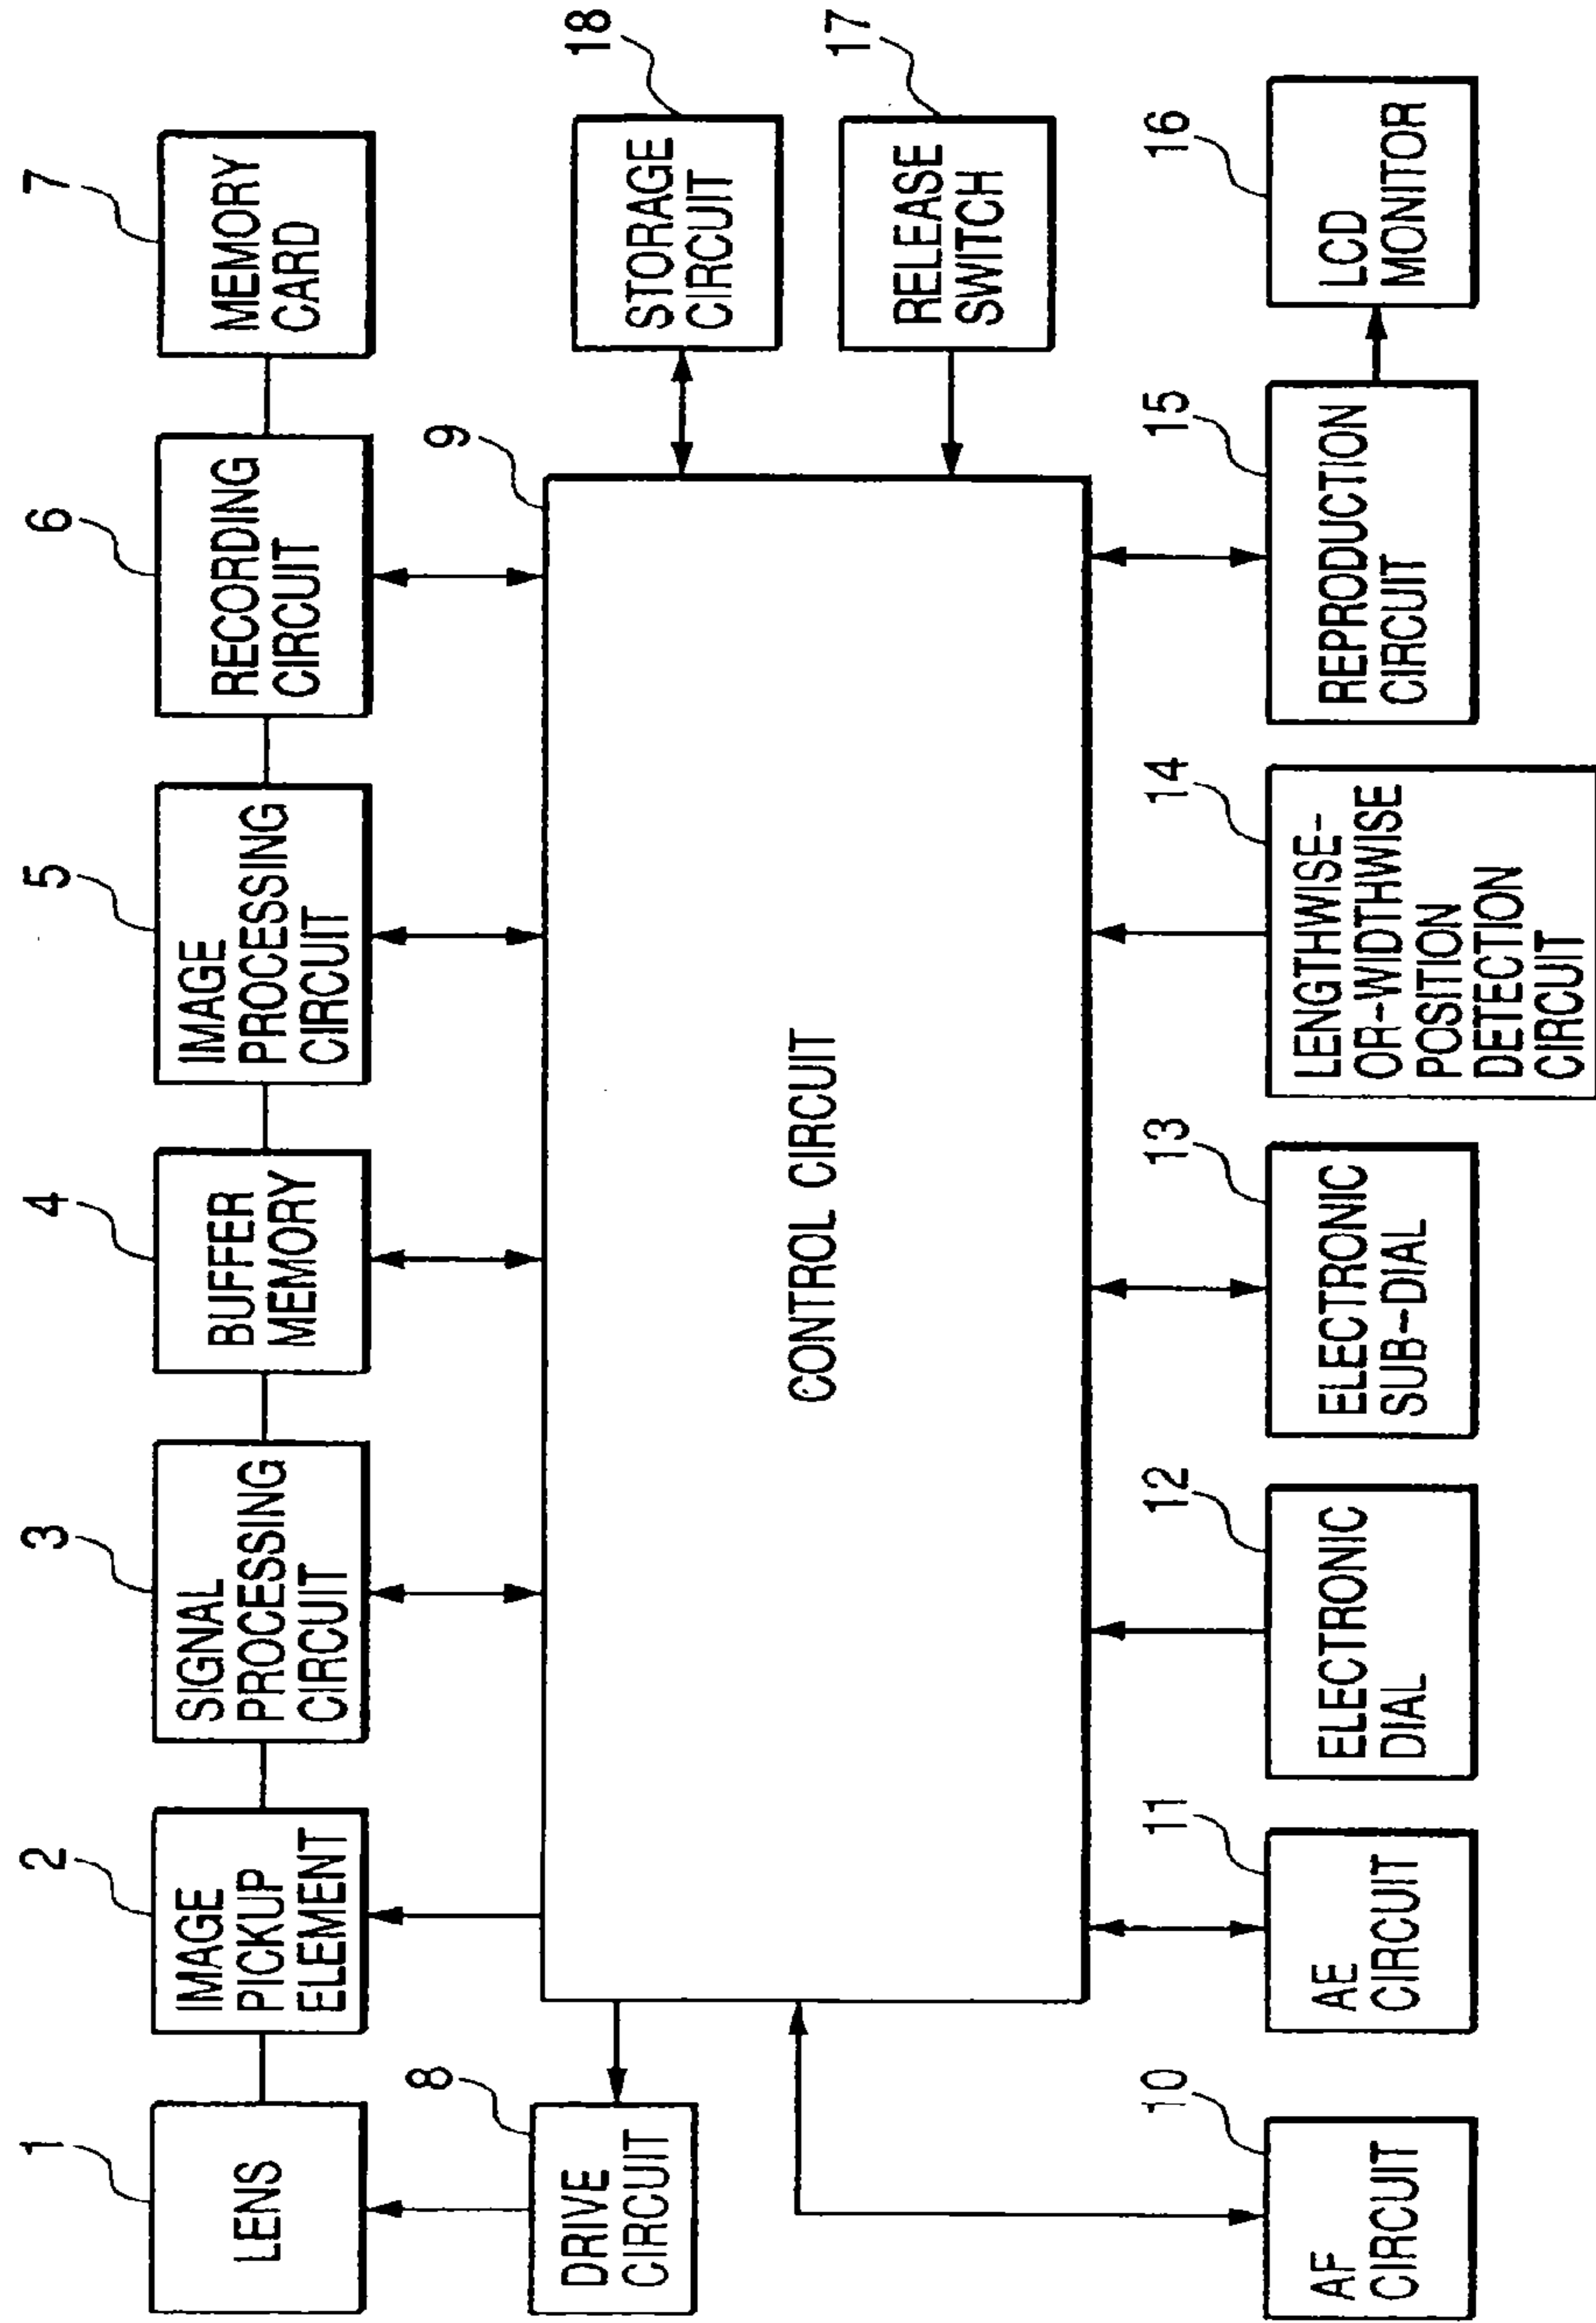 1
LENS
2
IMAGE
PICKUP
ELEMENT
3
SIGNAL
PROCESSING
CIRCUIT
4
BUFFER
MEMORY
5
IMAGE
PROCESSING
CIRCUIT
6
RECORDING
CIRCUIT
7
MEMORY
CARD
8
DRIVE
CIRCUIT
9
CONTROL CIRCUIT
18
STORAGE
CIRCUIT
17
RELEASE
SWITCH
10
AF
CIRCUIT
11
AE
CIRCUIT
12
ELECTRONIC
DIAL
13
ELECTRONIC
SUB-DIAL
14
LENGTHWISE-
OR-WIDTHWISE
POSITION
DETECTION
CIRCUIT
15
REPRODUCTION
CIRCUIT
16
LCD
MONITOR